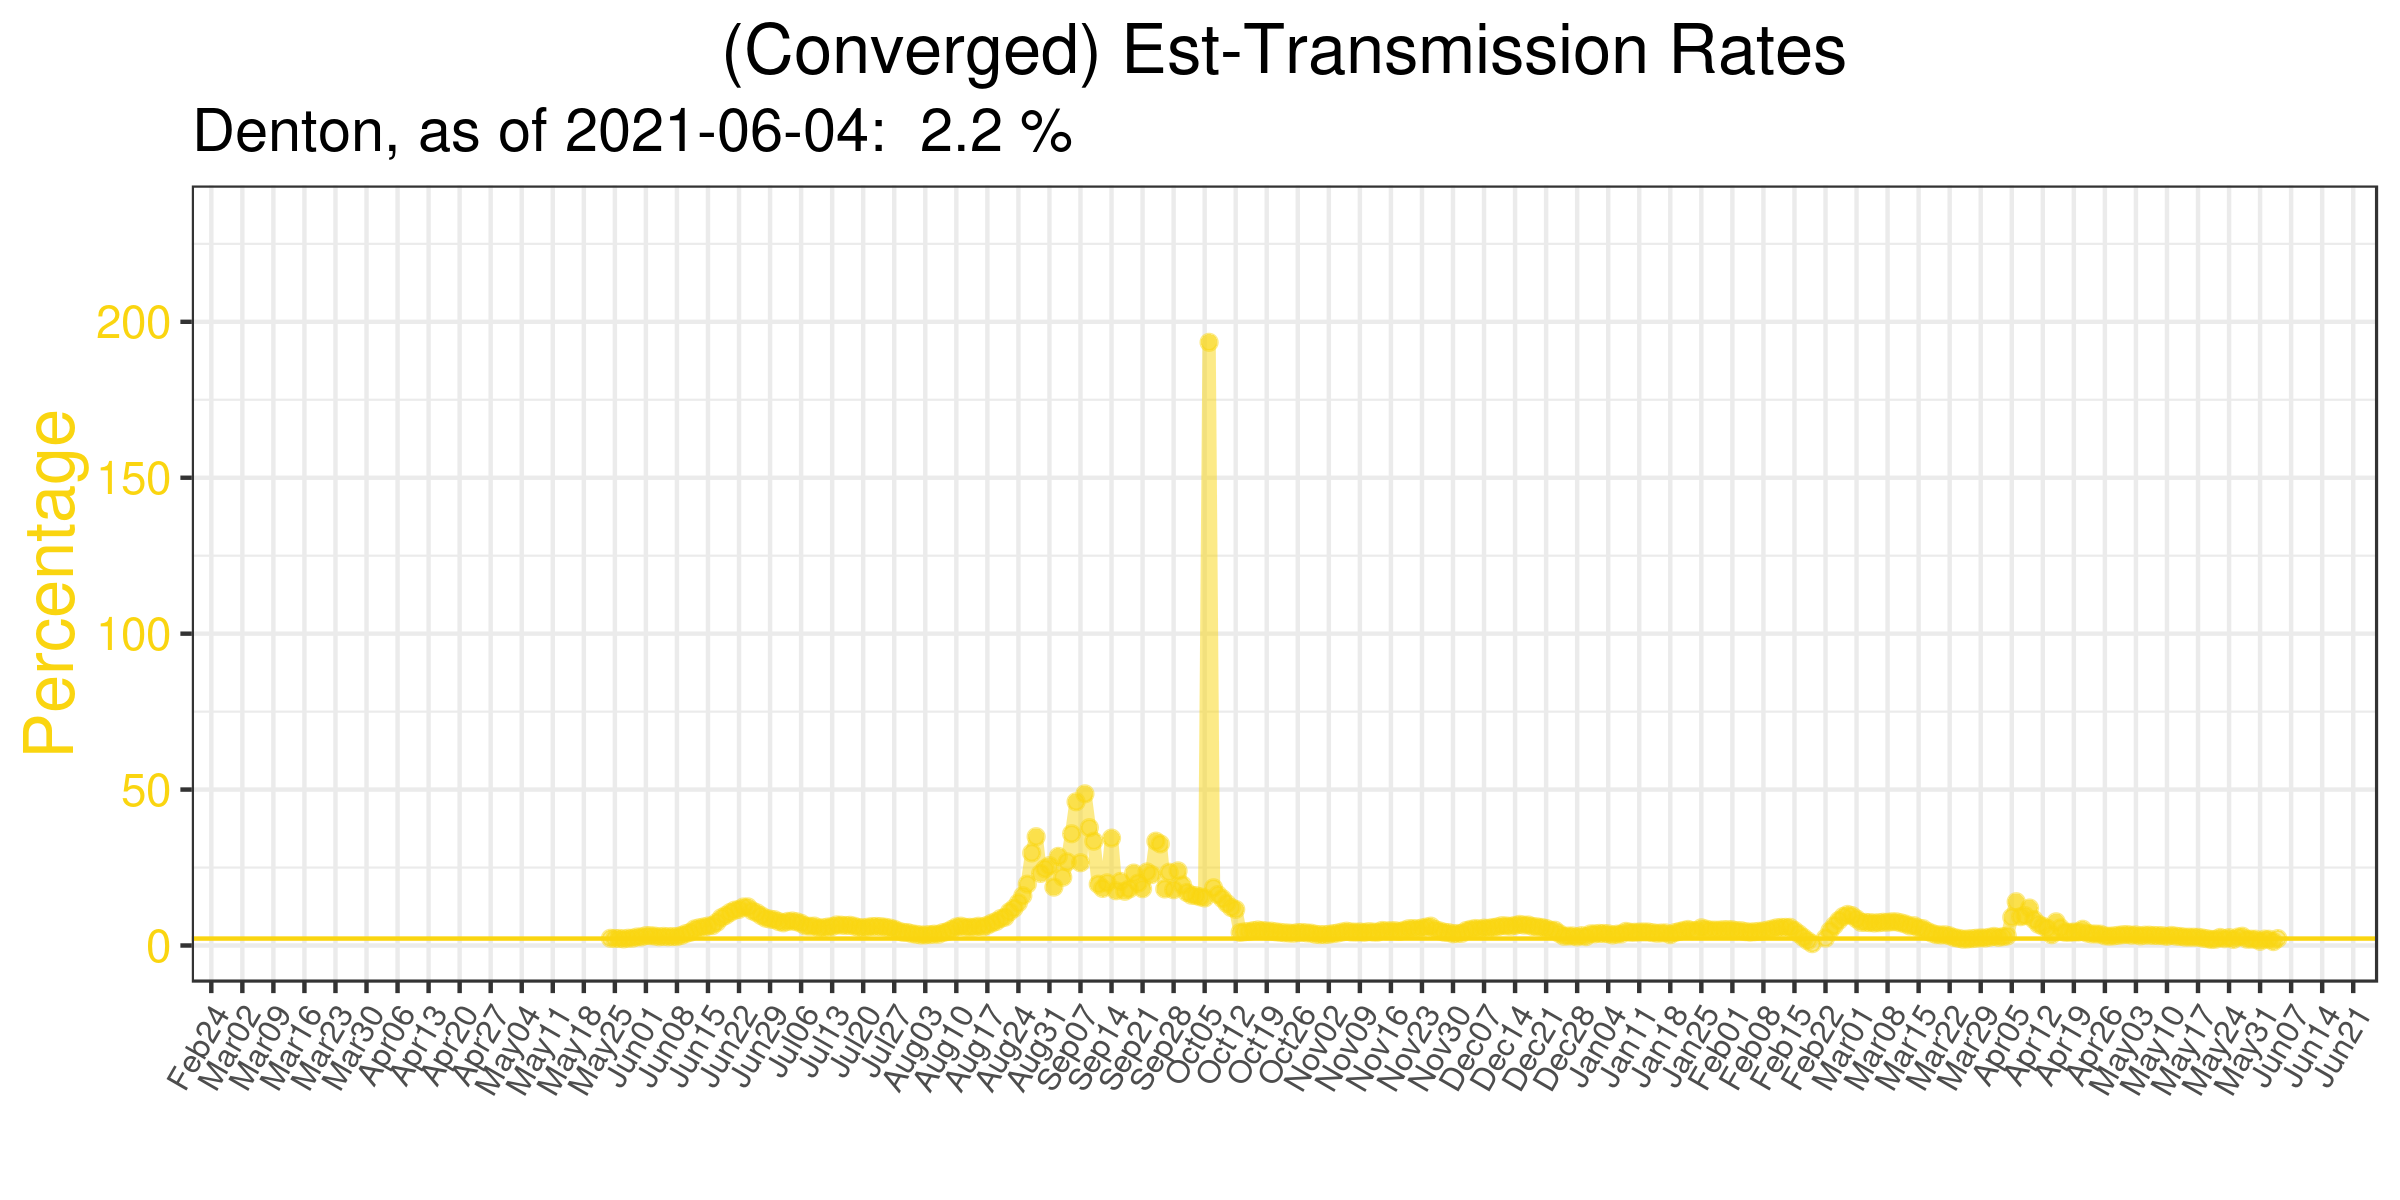 (Converged) Est-Transmission Rates
Denton, as of 2021-06-04:  2.2 %
Percentage
200
150
100
50
0
Feb24
Mar02
Mar09
Mar16
Mar23
Mar30
Apr06
Apr13
Apr20
Apr27
May04
May11
May18
May25
Jun01
Jun08
Jun15
Jun22
Jun29
Jul06
Jul13
Jul20
Jul27
Aug03
Aug10
Aug17
Aug24
Aug31
Sep07
Sep14
Sep21
Sep28
Oct05
Oct12
Oct19
Oct26
Nov02
Nov09
Nov16
Nov23
Nov30
Dec07
Dec14
Dec21
Dec28
Jan04
Jan11
Jan18
Jan25
Feb01
Feb08
Feb15
Feb22
Mar01
Mar08
Mar15
Mar22
Mar29
Apr05
Apr12
Apr19
Apr26
May03
May10
May17
May24
May31
Jun07
Jun14
Jun21